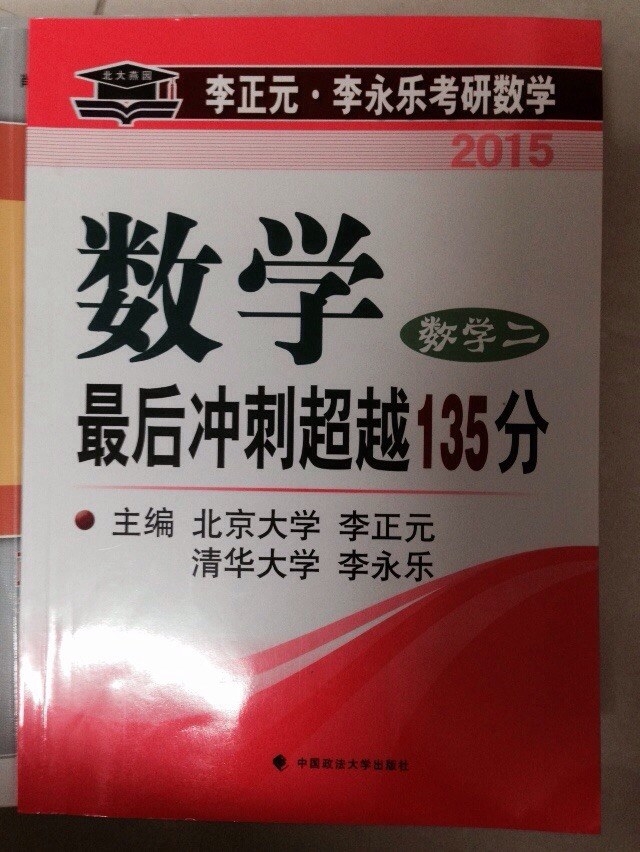 北大燕园
李正元·李永乐考研数学
2015
数学
数学二
最后冲刺超越135分
主编 北京大学 李正元
清华大学 李永乐
中国政法大学出版社